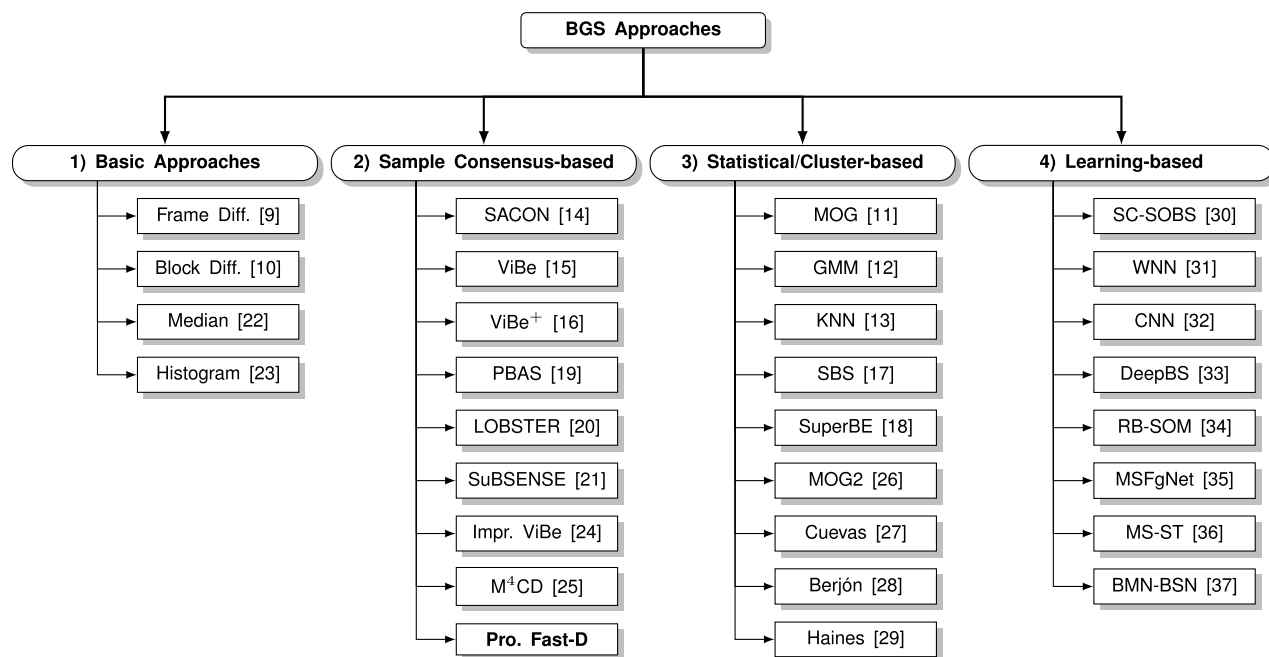 BGS Approaches
1) Basic Approaches
Frame Diff. [9]
Block Diff. [10]
Median [22]
Histogram [23]
2) Sample Consensus-based
SACON [14]
ViBe [15]
ViBe⁺ [16]
PBAS [19]
LOBSTER [20]
SuBSENSE [21]
Impr. ViBe [24]
M⁴CD [25]
Pro. Fast-D
3) Statistical/Cluster-based
MOG [11]
GMM [12]
KNN [13]
SBS [17]
SuperBE [18]
MOG2 [26]
Cuevas [27]
Berjón [28]
Haines [29]
4) Learning-based
SC-SOBS [30]
WNN [31]
CNN [32]
DeepBS [33]
RB-SOM [34]
MSFgNet [35]
MS-ST [36]
BMN-BSN [37]